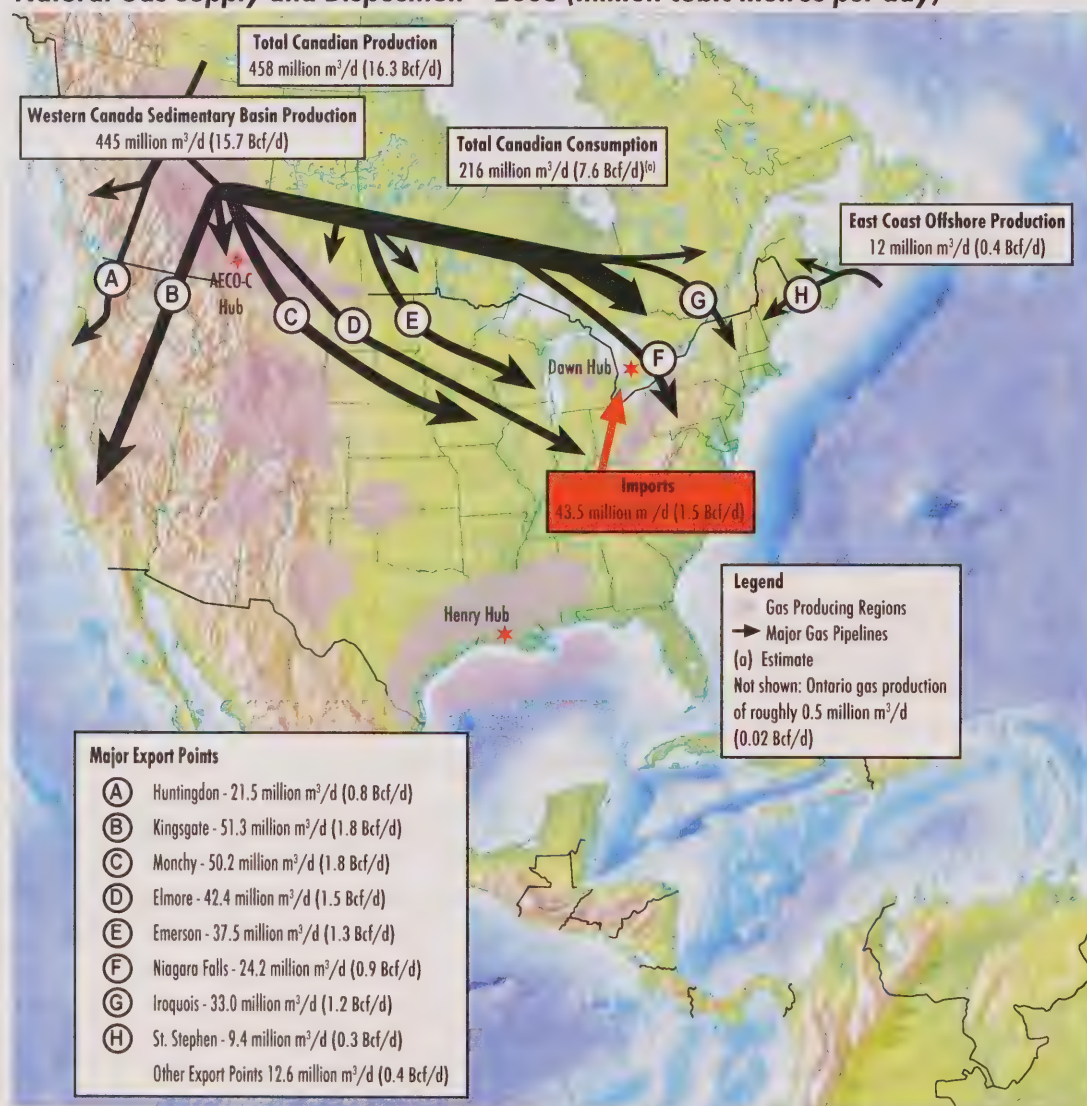 Total Canadian Production
458 million m³/d (16.3 Bcf/d)
Western Canada Sedimentary Basin Production
445 million m³/d (15.7 Bcf/d)
Total Canadian Consumption
216 million m³/d (7.6 Bcf/d)(a)
East Coast Offshore Production
12 million m³/d (0.4 Bcf/d)
A
B
AECO-C
Hub
C
D
E
F
G
H
Dawn Hub
Imports
43.5 million m /d (1.5 Bcf/d)
Henry Hub
Legend
Gas Producing Regions
Major Gas Pipelines
(a) Estimate
Not shown: Ontario gas production
of roughly 0.5 million m³/d
(0.02 Bcf/d)
Major Export Points
A Huntingdon - 21.5 million m³/d (0.8 Bcf/d)
B Kingsgate - 51.3 million m³/d (1.8 Bcf/d)
C Monchy - 50.2 million m³/d (1.8 Bcf/d)
D Elmore - 42.4 million m³/d (1.5 Bcf/d)
E Emerson - 37.5 million m³/d (1.3 Bcf/d)
F Niagara Falls - 24.2 million m³/d (0.9 Bcf/d)
G Iroquois - 33.0 million m³/d (1.2 Bcf/d)
H St. Stephen - 9.4 million m³/d (0.3 Bcf/d)
Other Export Points 12.6 million m³/d (0.4 Bcf/d)